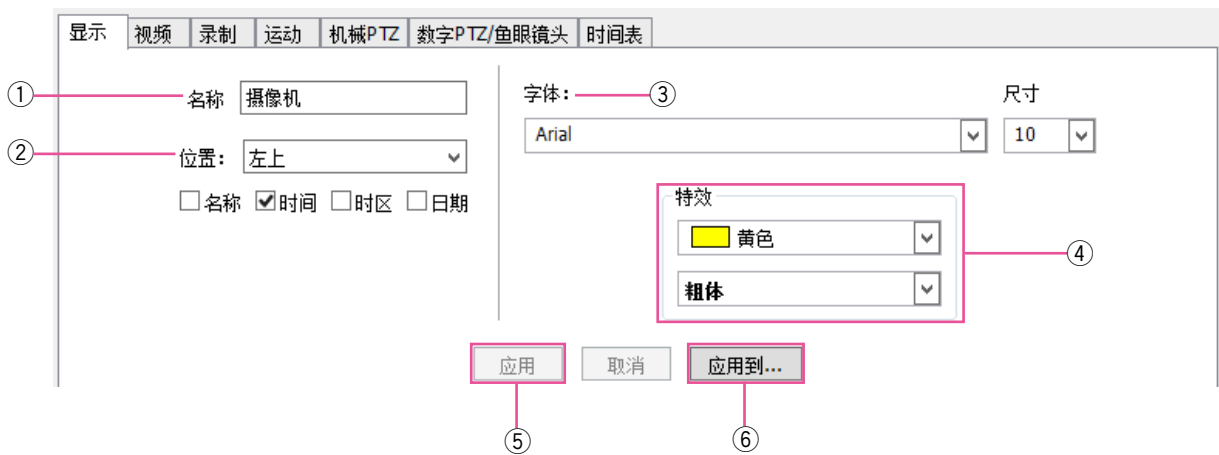 显示 视频 录制 运动 机械PTZ 数字PTZ/鱼眼镜头 时间表
① 名称 摄像机
② 位置： 左上
名称 时间 时区 日期
字体： ③ 尺寸
Arial 10
特效
黄色
粗体
④
应用 取消 应用到...
⑤ ⑥